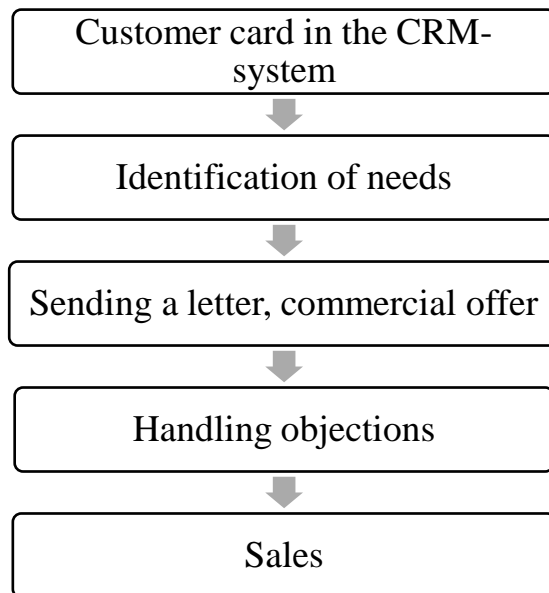 Customer card in the CRM-
system
Identification of needs
Sending a letter, commercial offer
Handling objections
Sales